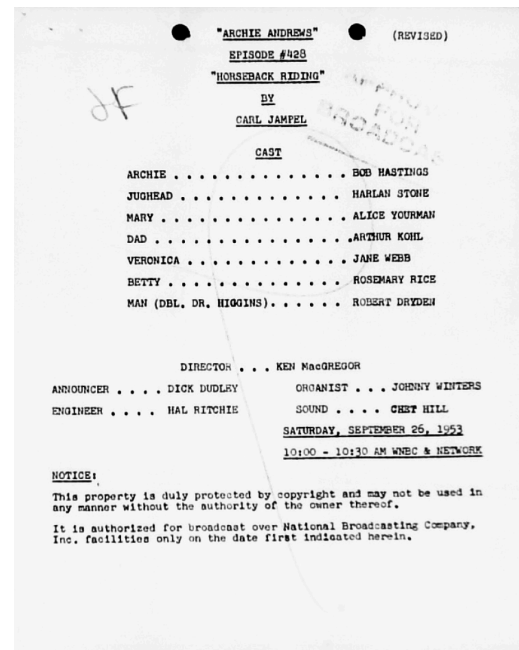 "ARCHIE ANDREWS" (REVISED)
EPISODE #428
"HORSEBACK RIDING"
BY
CARL JAMPEL
CAST
ARCHIE . . . . . . . . . . . . . . . BOB HASTINGS
JUGHEAD . . . . . . . . . . . . . . HARLAN STONE
MARY . . . . . . . . . . . . . . . . ALICE YOURMAN
DAD . . . . . . . . . . . . . . . . .ARTHUR KOHL
VERONICA . . . . . . . . . . . . . . JANE WEBB
BETTY . . . . . . . . . . . . . . . ROSEMARY RICE
MAN (DBL. DR. HIGGINS). . . . . . . ROBERT DRYDEN
DIRECTOR . . . KEN MacGREGOR
ANNOUNCER . . . . DICK DUDLEY ORGANIST . . . JOHNNY WINTERS
ENGINEER . . . . HAL RITCHIE SOUND . . . . CHET HILL
SATURDAY, SEPTEMBER 26, 1953
10:00 - 10:30 AM WNBC & NETWORK
NOTICE:
This property is duly protected by copyright and may not be used in
any manner without the authority of the owner thereof.
It is authorized for broadcast over National Broadcasting Company,
Inc. facilities only on the date first indicated herein.